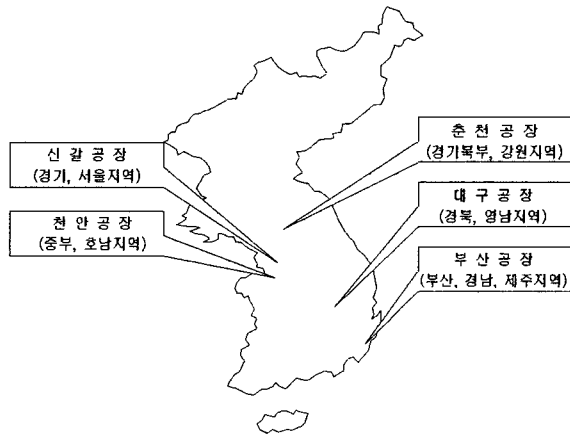 신 갈 공 장
(경기, 서울지역)
천 안 공 장
(중부, 호남지역)
춘 천 공 장
(경기북부, 강원지역)
대 구 공 장
(경북, 영남지역)
부 산 공 장
(부산, 경남, 제주지역)